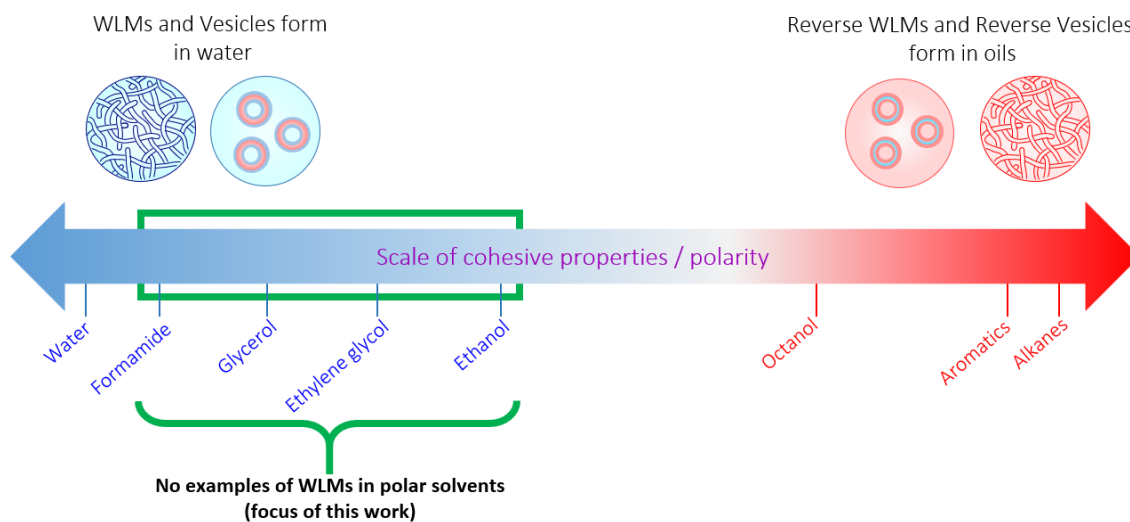 WLMs and Vesicles form
in water
Reverse WLMs and Reverse Vesicles
form in oils
Scale of cohesive properties / polarity
Water
Formamide
Glycerol
Ethylene glycol
Ethanol
Octanol
Aromatics
Alkanes
No examples of WLMs in polar solvents
(focus of this work)